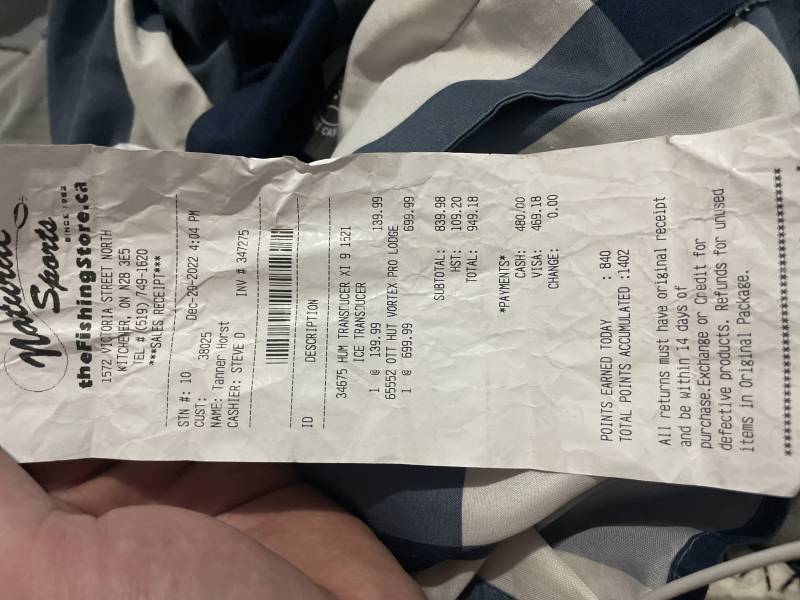 Natural
Sports
SINCE 1982
theFishingStore.ca
1572 VICTORIA STREET NORTH
KITCHENER, ON N2B 3E5
TEL # (519) 749-1620
***SALES RECEIPT***
STN #: 10 Dec-20-2022 4:04 PM
CUST: 38025
NAME: Tanner Horst
CASHIER: STEVE D INV # 347275
ID DESCRIPTION
34675 HUM TRANSDUCER XI 9 1521
ICE TRANSDUCER
1 @ 139.99 139.99
65552 OTT HUT VORTEX PRO LODGE
1 @ 699.99 699.99
SUBTOTAL: 839.98
HST: 109.20
TOTAL: 949.18
*PAYMENTS*
CASH: 480.00
VISA: 469.18
CHANGE: 0.00
POINTS EARNED TODAY : 840
TOTAL POINTS ACCUMULATED :1402
All returns must have original receipt
and be within 14 days of
purchase.Exchange or Credit for
defective products. Refunds for unused
items in Original Package.